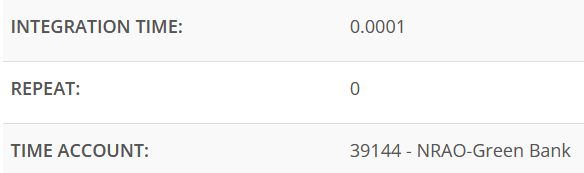 INTEGRATION TIME: 0.0001
REPEAT: 0
TIME ACCOUNT: 39144 - NRAO-Green Bank